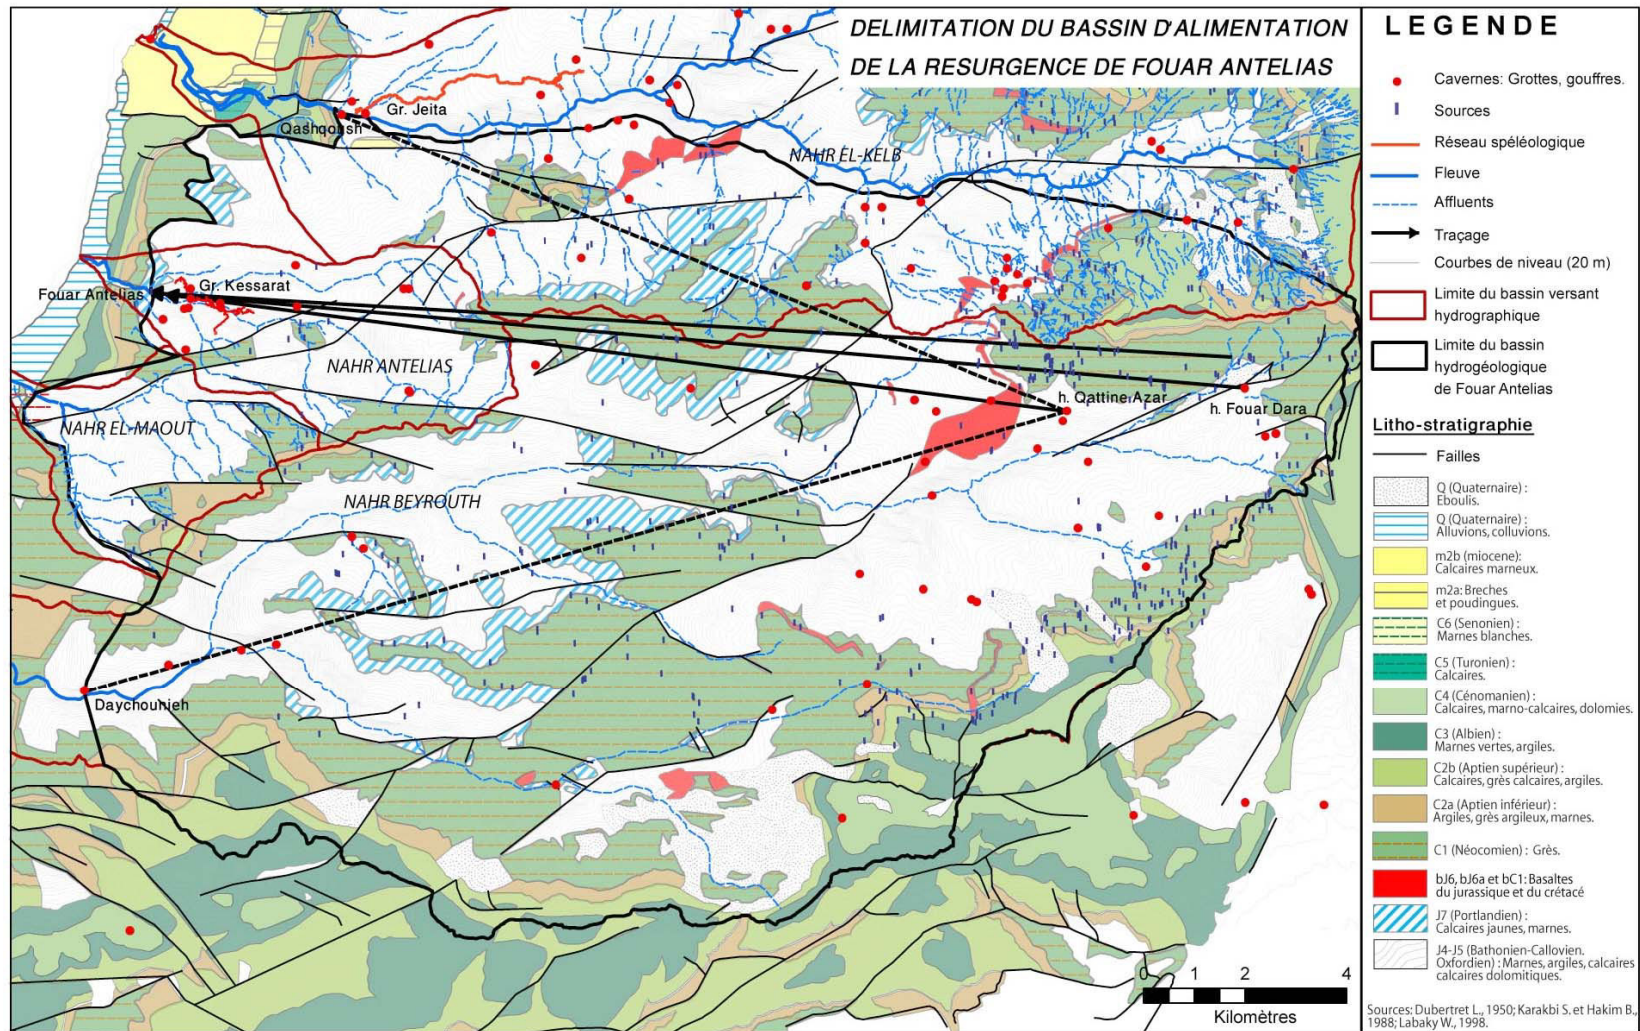 DELIMITATION DU BASSIN D'ALIMENTATION
DE LA RESURGENCE DE FOUAR ANTELIAS
Gr. Jeita
Qashqoush
NAHR EL-KELB
Fouar Antelias
Gr. Kessarat
NAHR ANTELIAS
h. Qattine Azar
h. Fouar Dara
NAHR EL-MAOUT
NAHR BEYROUTH
Daychounieh
0 1 2 4
Kilomètres
LEGENDE
Cavernes: Grottes, gouffres.
Sources
Réseau spéléologique
Fleuve
Affluents
Traçage
Courbes de niveau (20 m)
Limite du bassin versant
hydrographique
Limite du bassin
hydrogéologique
de Fouar Antelias
Litho-stratigraphie
Failles
Q (Quaternaire) :
Eboulis.
Q (Quaternaire) :
Alluvions, colluvions.
m2b (miocene):
Calcaires marneux.
m2a: Breches
et poudingues.
C6 (Senonien) :
Marnes blanches.
C5 (Turonien) :
Calcaires.
C4 (Cénomanien) :
Calcaires, marno-calcaires, dolomies.
C3 (Albien) :
Marnes vertes, argiles.
C2b (Aptien supérieur) :
Calcaires, grès calcaires, argiles.
C2a (Aptien inférieur) :
Argiles, grès argileux, marnes.
C1 (Néocomien) : Grès.
bJ6, bJ6a et bC1: Basaltes
du jurassique et du crétacé
J7 (Portlandien) :
Calcaires jaunes, marnes.
J4-J5 (Bathonien-Callovien.
Oxfordien) : Marnes, argiles, calcaires
calcaires dolomitiques.
Sources: Dubertret L., 1950; Karakbi S. et Hakim B.,
1988; Labaky W., 1998.